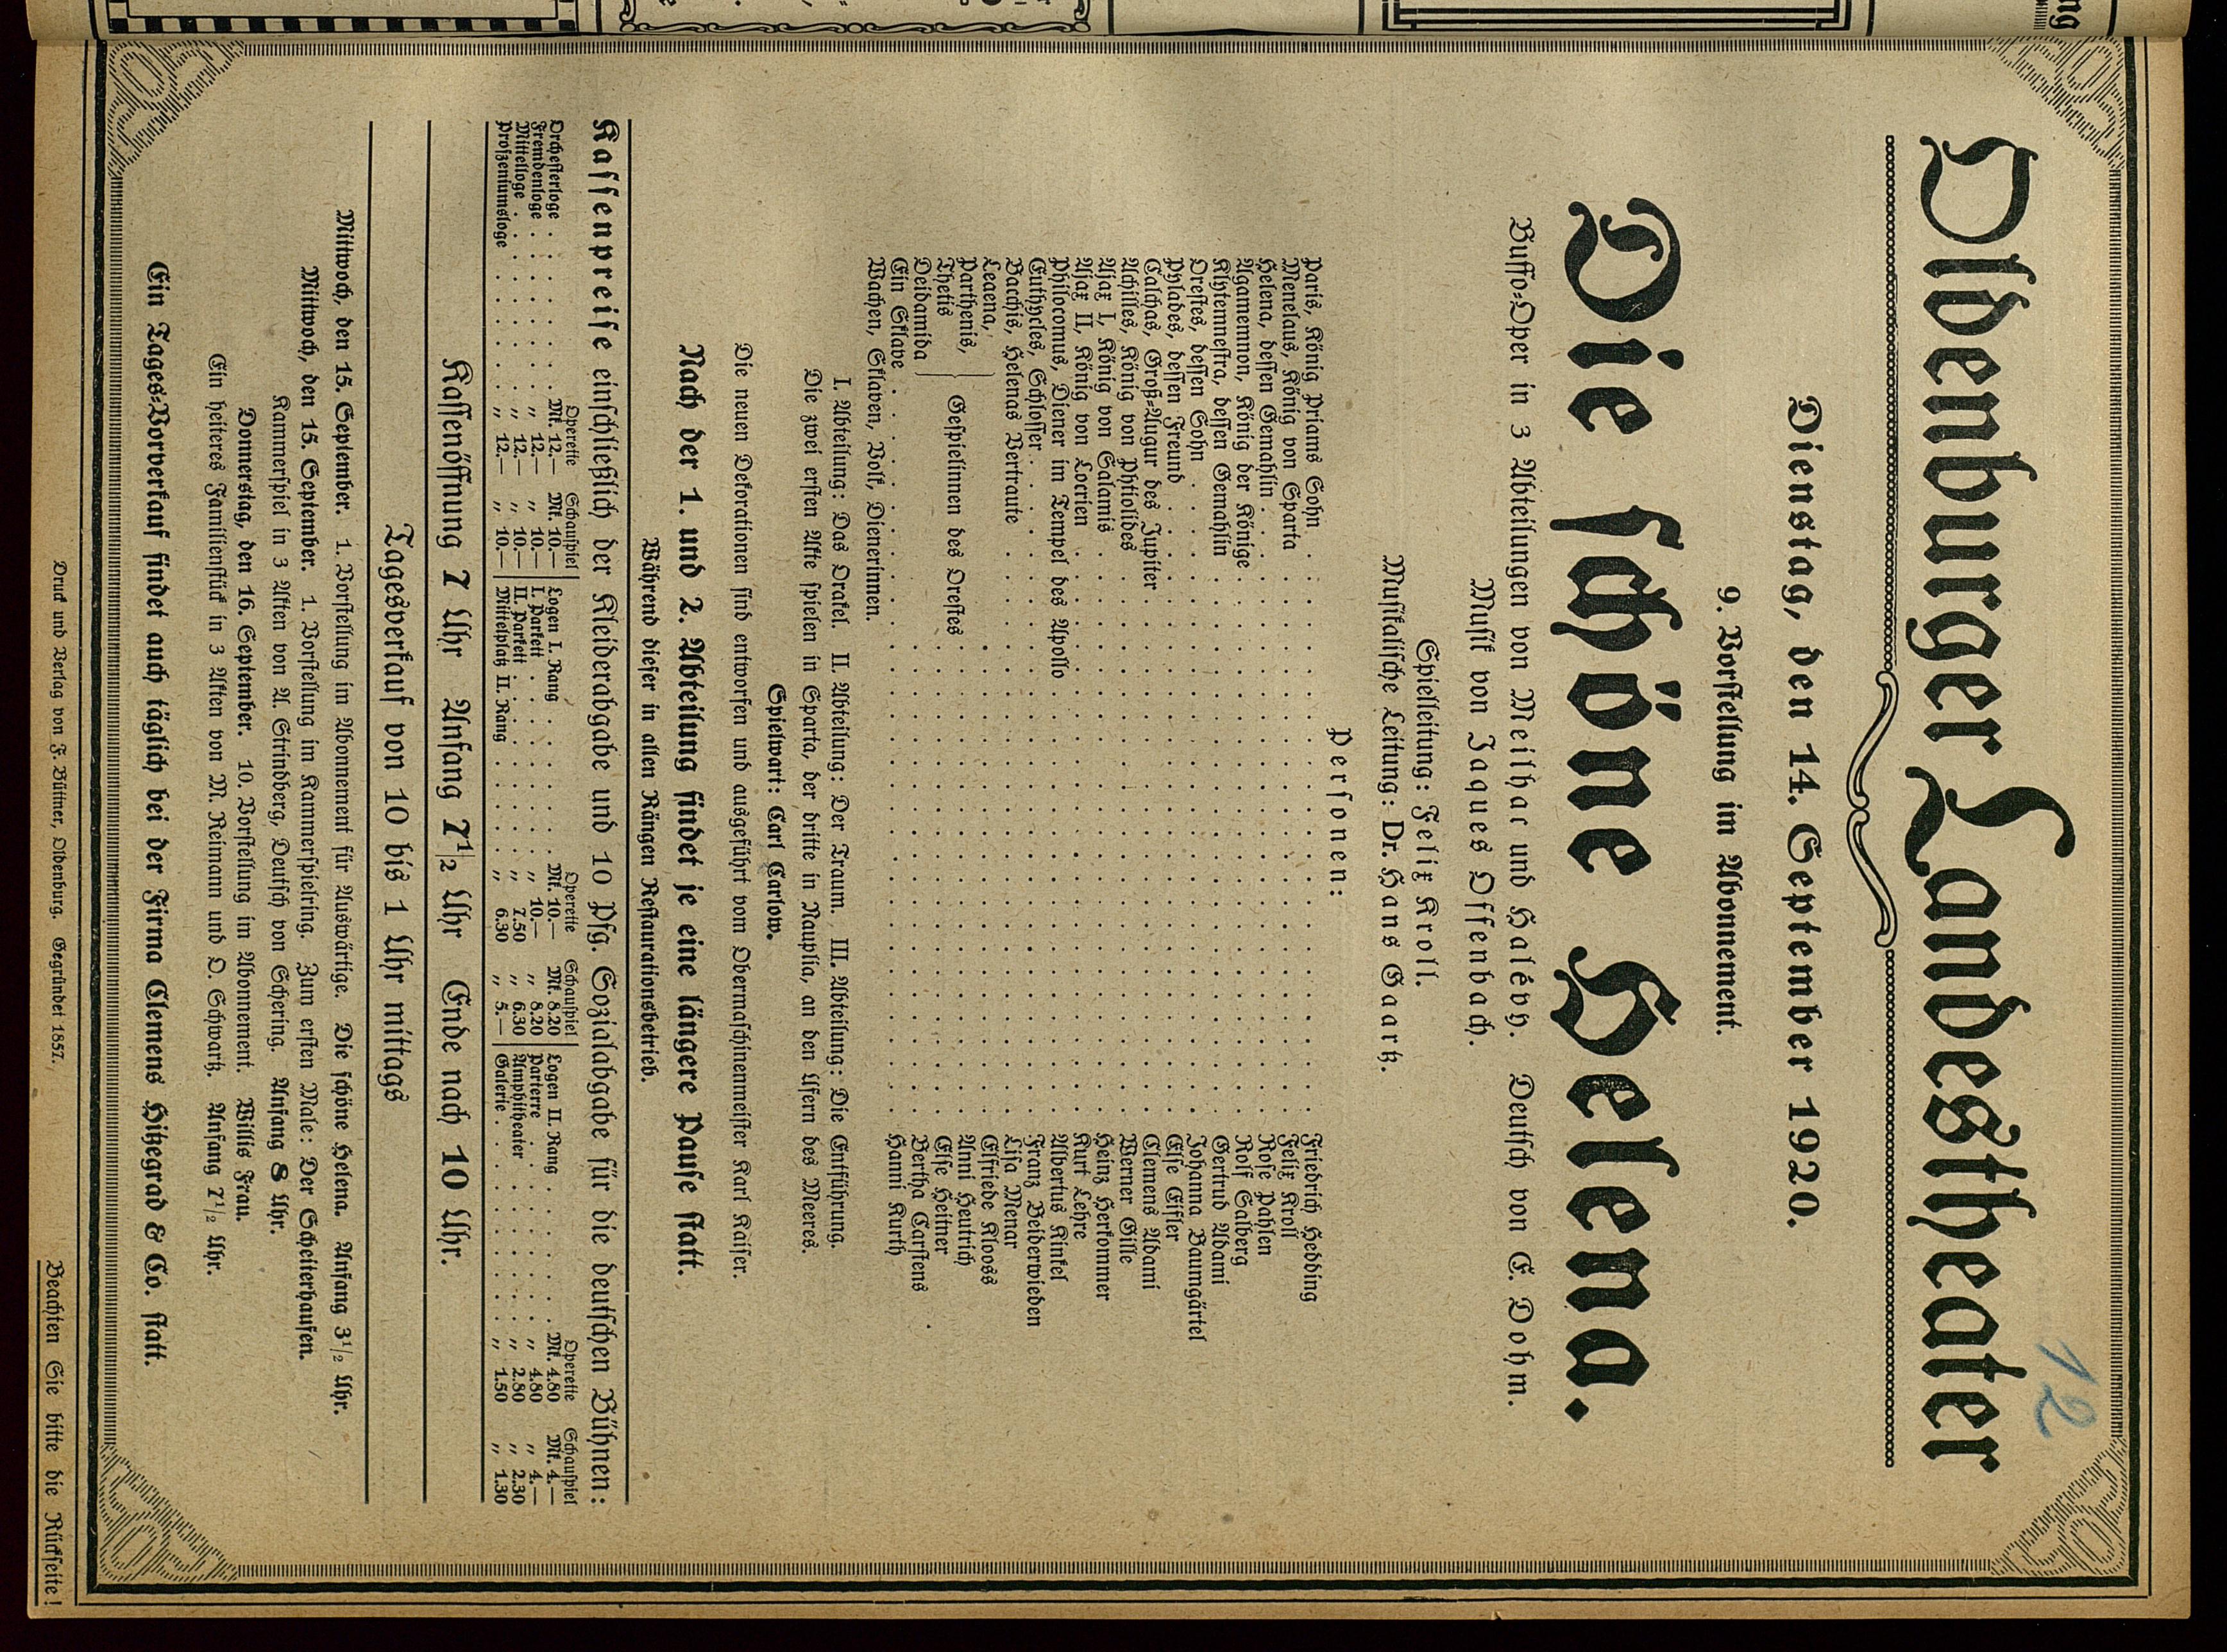 12
Oldenburger Landestheater
Dienstag, den 14. September 1920.
9. Vorstellung im Abonnement.
Die schöne Helena.
Buffo-Oper in 3 Abteilungen von Meilhac und Halévy. Deutsch von E. Dohm.
Musik von Jaques Offenbach.
Spielleitung: Felix Kroll.
Musikalische Leitung: Dr. Hans Gaartz.
Personen:
Paris, König Priams Sohn . . . Friedrich Hedding
Menelaus, König von Sparta . . . Felix Kroll
Helena, dessen Gemahlin . . . Rose Pahlen
Agamemnon, König der Könige . . . Rolf Salberg
Klytemnestra, dessen Gemahlin . . . Gertrud Adami
Orestes, dessen Sohn . . . Johanna Baumgärtel
Pylades, dessen Freund . . . Else Eisler
Calchas, Groß-Augur des Jupiter . . . Clemens Adami
Achilles, König von Phtiolides . . . Werner Gille
Ajax I, König von Salamis . . . Heinz Herkommer
Ajax II, König von Locrien . . . Kurt Lehre
Philocomus, Diener im Tempel des Apollo . . . Albertus Kinkel
Euthycles, Schlosser . . . Franz Beiderwieden
Bacchis, Helenas Vertraute . . . Lisa Menar
Leaena, . . . Elfriede Klooss
Parthenis, } Gespielinnen des Orestes . . . Anni Heutrich
Thetis . . . Else Heitner
Deidamida . . . Bertha Carstens
Ein Sklave . . . Hanni Kurth
Wachen, Sklaven, Volk, Dienerinnen.
I. Abteilung: Das Orakel. II. Abteilung: Der Traum. III. Abteilung: Die Entführung.
Die zwei ersten Akte spielen in Sparta, der dritte in Nauplia, an den Ufern des Meeres.
Spielwart: Carl Carlow.
Die neuen Dekorationen sind entworfen und ausgeführt vom Obermaschinenmeister Karl Kaiser.
Nach der 1. und 2. Abteilung findet je eine längere Pause statt.
Während dieser in allen Rängen Restaurationsbetrieb.
Kassenpreise einschließlich der Kleiderabgabe und 10 Pfg. Sozialabgabe für die deutschen Bühnen:
Operette Schauspiel Operette Schauspiel Operette Schauspiel
Orchesterloge . . . Mk. 12.— Mk. 10.— Logen I. Rang . . . Mk. 10.— Mk. 8.20 Logen II. Rang . . . Mk. 4.80 Mk. 4.—
Fremdenloge . . . „ 12.— „ 10.— I. Parkett . . . „ 10.— „ 8.20 Parterre . . . „ 4.80 „ 4.—
Mittelloge . . . „ 12.— „ 10.— II. Parkett . . . „ 7.50 „ 6.30 Amphitheater . . . „ 2.80 „ 2.30
Proszeniumsloge . . . „ 12.— „ 10.— Mittelplatz II. Rang . . . „ 6.30 „ 5.— Galerie . . . „ 1.50 „ 1.30
Kassenöffnung 7 Uhr Anfang 7 1/2 Uhr Ende nach 10 Uhr.
Tagesverkauf von 10 bis 1 Uhr mittags
Mittwoch, den 15. September. 1. Vorstellung im Abonnement für Auswärtige. Die schöne Helena. Anfang 3 1/2 Uhr.
Mittwoch, den 15. September. 1. Vorstellung im Kammerspielring. Zum ersten Male: Der Scheiterhaufen.
Kammerspiel in 3 Akten von A. Strindberg, Deutsch von Schering. Anfang 8 Uhr.
Donnerstag, den 16. September. 10. Vorstellung im Abonnement. Willis Frau.
Ein heiteres Familienstück in 3 Akten von M. Reimann und O. Schwartz. Anfang 7 1/2 Uhr.
Ein Tages-Vorverkauf findet auch täglich bei der Firma Clemens Hitzegrad & Co. statt.
Druck und Verlag von F. Büttner, Oldenburg. Gegründet 1857.
Beachten Sie bitte die Rückseite!